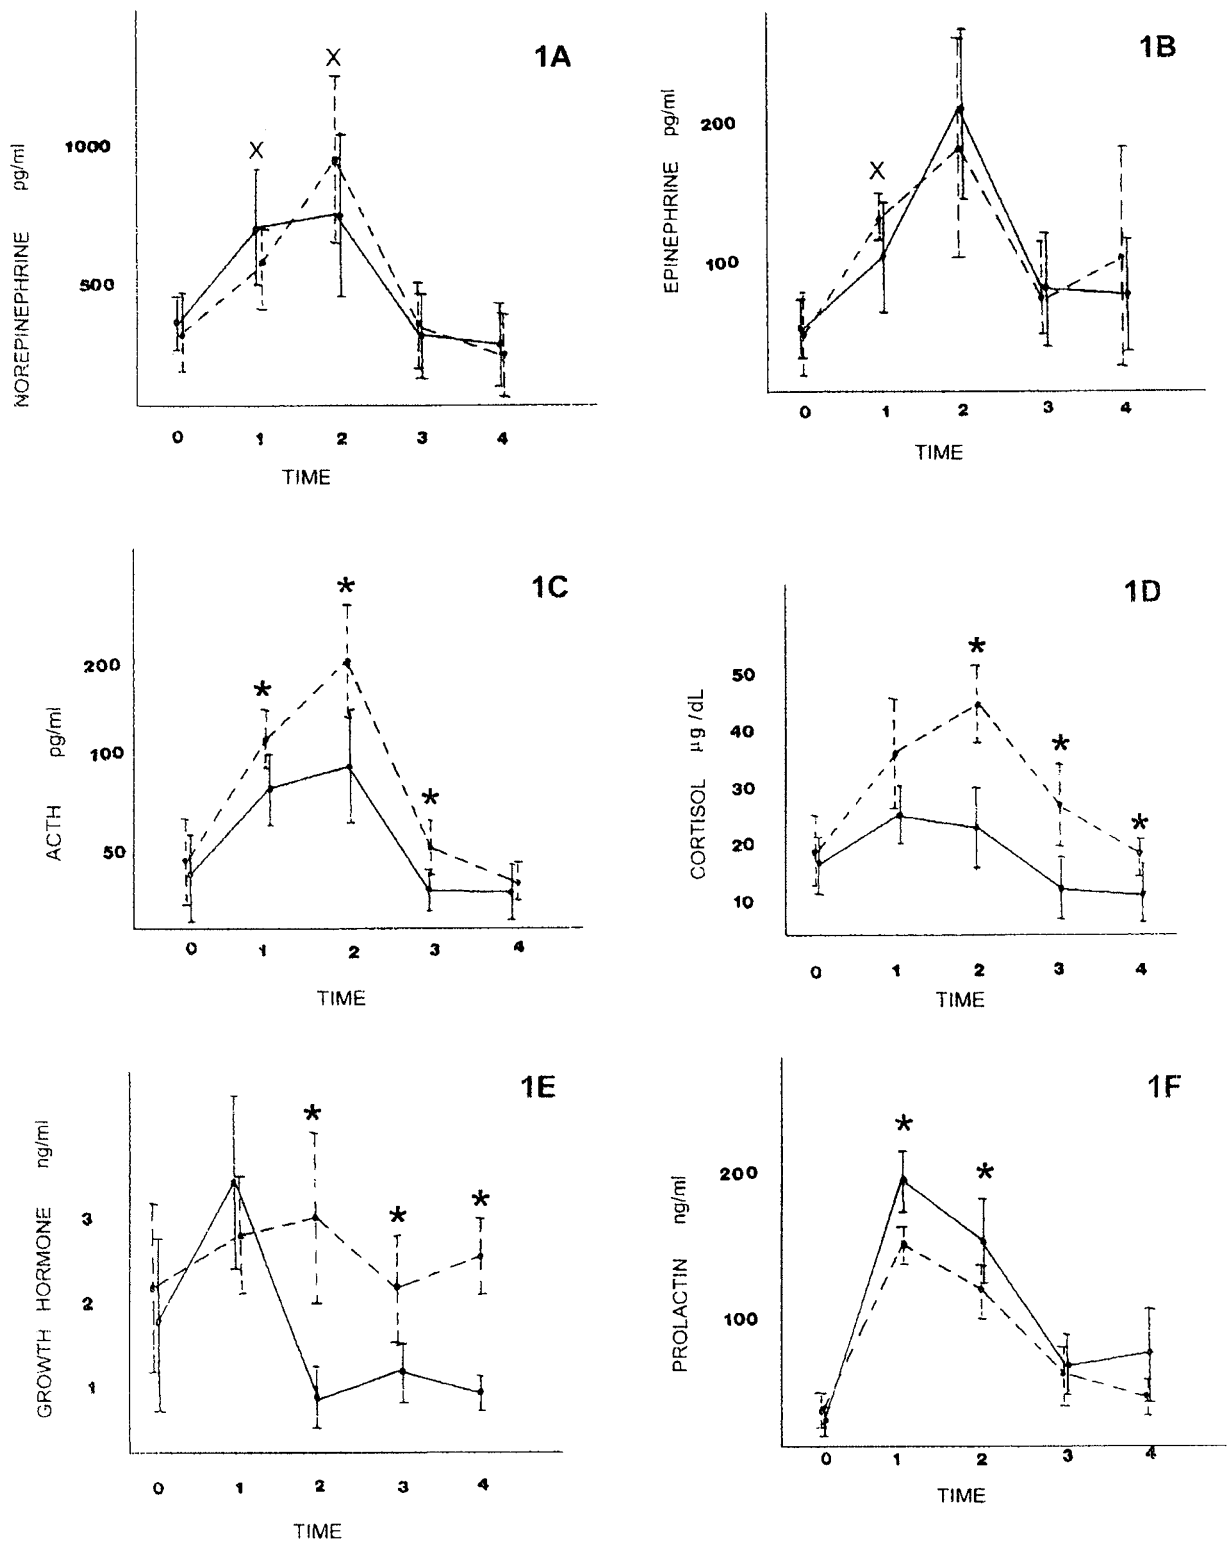 1A
X
X
1000
500
NOREPINEPHRINE pg/ml
0 1 2 3 4
TIME
1B
X
200
100
EPINEPHRINE pg/ml
0 1 2 3 4
TIME
1C
*
*
*
200
100
50
ACTH pg/ml
0 1 2 3 4
TIME
1D
*
*
*
50
40
30
20
10
CORTISOL µg/dL
0 1 2 3 4
TIME
1E
*
*
*
3
2
1
GROWTH HORMONE ng/ml
0 1 2 3 4
TIME
1F
*
*
200
100
PROLACTIN ng/ml
0 1 2 3 4
TIME